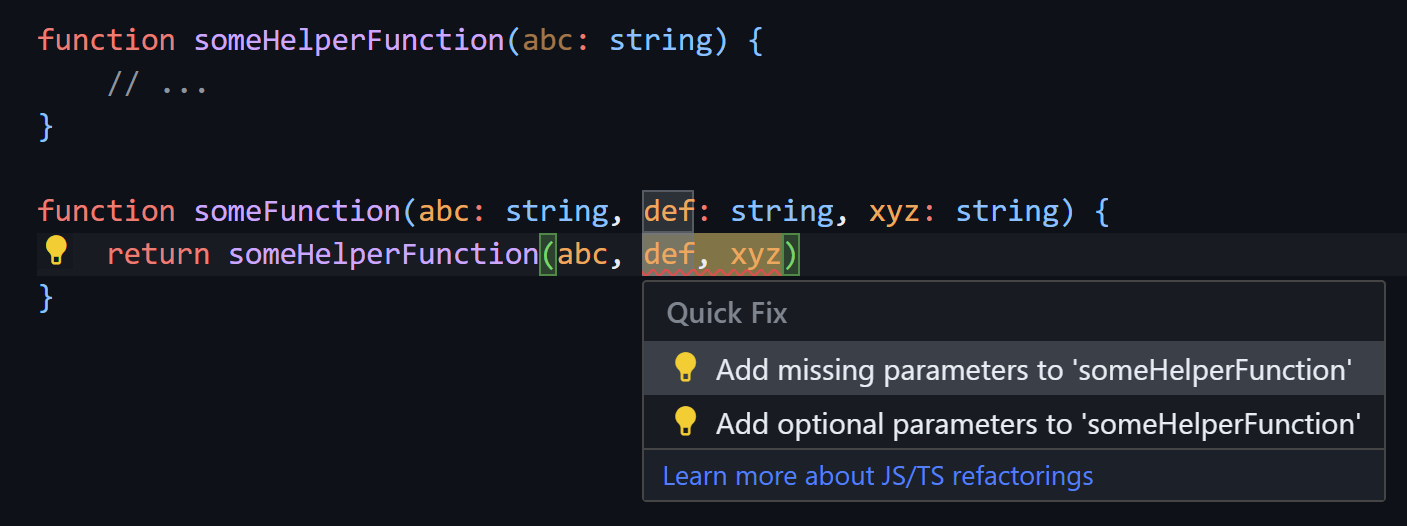 function someHelperFunction(abc: string) {
    // ...
}
function someFunction(abc: string, def: string, xyz: string) {
    return someHelperFunction(abc, def, xyz)
}
Quick Fix
Add missing parameters to 'someHelperFunction'
Add optional parameters to 'someHelperFunction'
Learn more about JS/TS refactorings